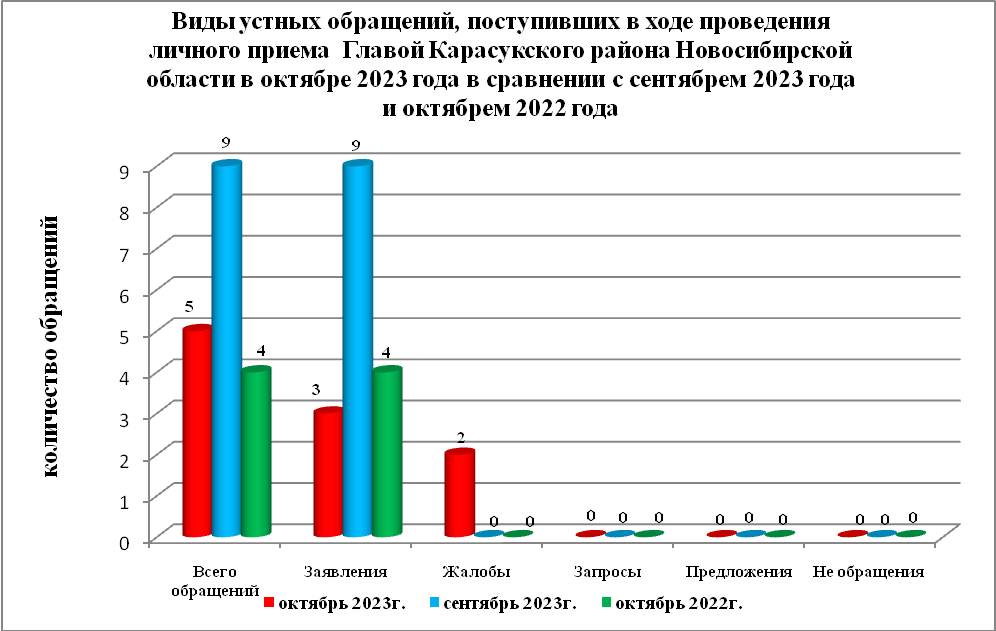 Виды устных обращений, поступивших в ходе проведения
личного приема Главой Карасукского района Новосибирской
области в октябре 2023 года в сравнении с сентябрем 2023 года
и октябрем 2022 года
количество обращений
9
8
7
6
5
4
3
2
1
0
5
9
4
3
9
4
2
0
0
0
0
0
0
0
0
0
0
0
Всего
обращений
Заявления
Жалобы
Запросы
Предложения
Не обращения
октябрь 2023г.
сентябрь 2023г.
октябрь 2022г.